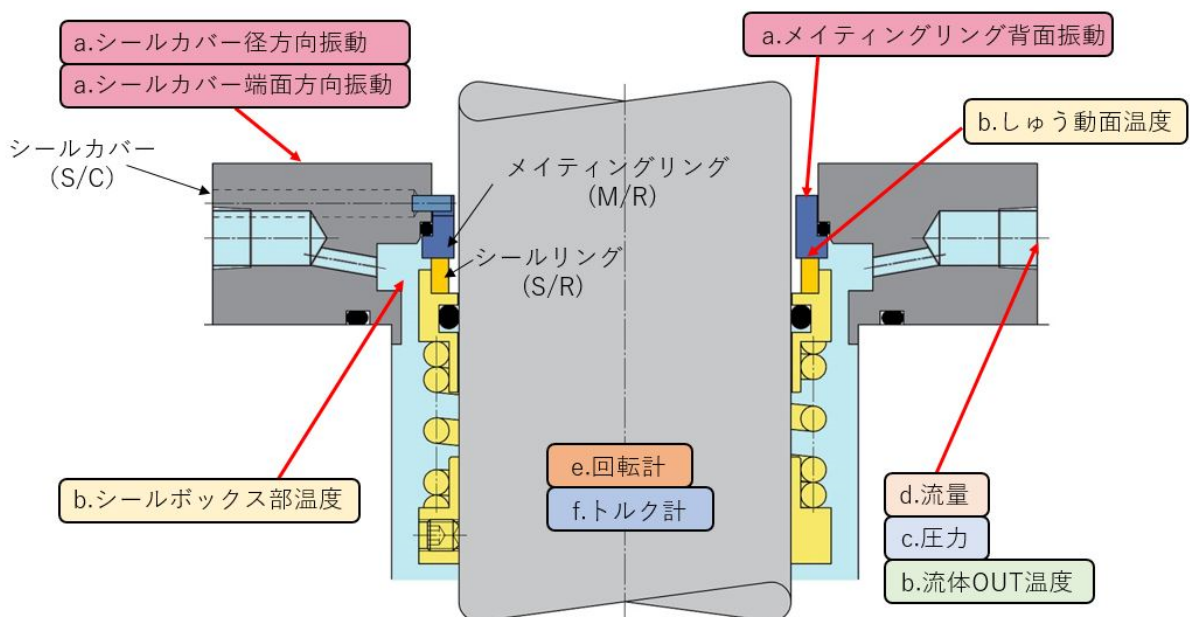 a.シールカバー径方向振動
a.シールカバー端面方向振動
a.メイティングリング背面振動
b.しゅう動面温度
シールカバー
(S/C)
メイティングリング
(M/R)
シールリング
(S/R)
b.シールボックス部温度
e.回転計
f.トルク計
d.流量
c.圧力
b.流体OUT温度